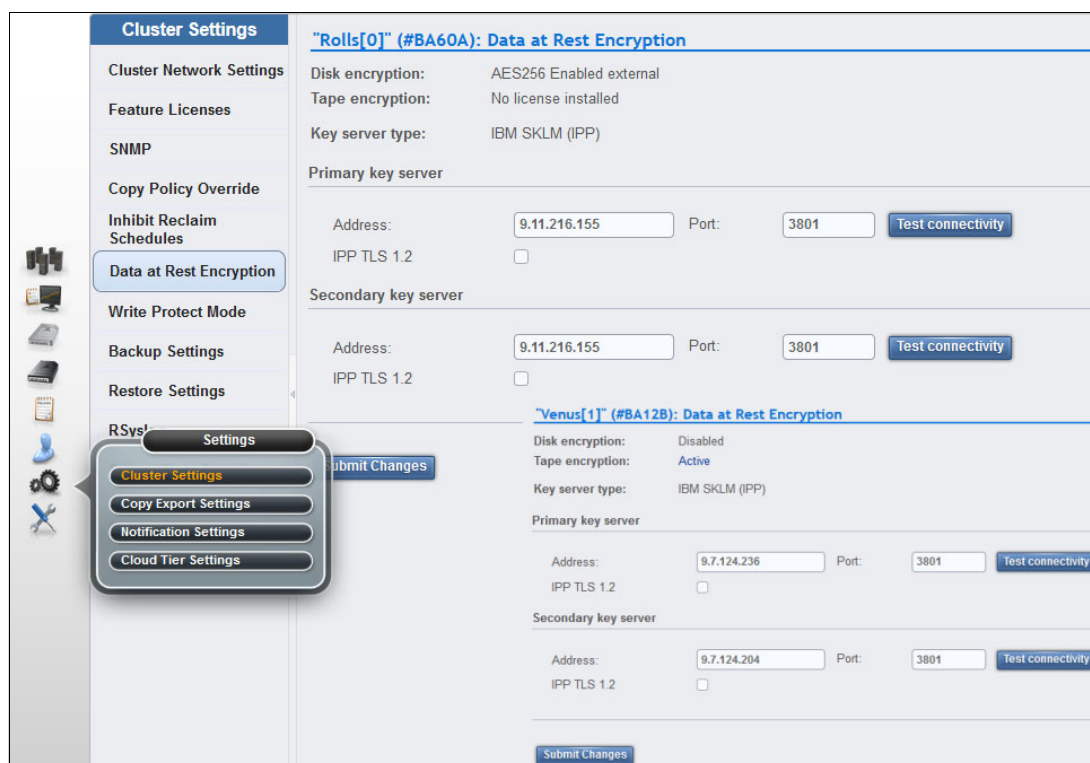 Cluster Settings
Cluster Network Settings
Feature Licenses
SNMP
Copy Policy Override
Inhibit Reclaim
Schedules
Data at Rest Encryption
Write Protect Mode
Backup Settings
Restore Settings
Settings
Cluster Settings
Copy Export Settings
Notification Settings
Cloud Tier Settings
"Rolls[0]" (#BA60A): Data at Rest Encryption
Disk encryption: AES256 Enabled external
Tape encryption: No license installed
Key server type: IBM SKLM (IPP)
Primary key server
Address: 9.11.216.155 Port: 3801 Test connectivity
IPP TLS 1.2
Secondary key server
Address: 9.11.216.155 Port: 3801 Test connectivity
IPP TLS 1.2
Submit Changes
"Venus[1]" (#BA12B): Data at Rest Encryption
Disk encryption: Disabled
Tape encryption: Active
Key server type: IBM SKLM (IPP)
Primary key server
Address: 9.7.124.236 Port: 3801 Test connectivity
IPP TLS 1.2
Secondary key server
Address: 9.7.124.204 Port: 3801 Test connectivity
IPP TLS 1.2
Submit Changes